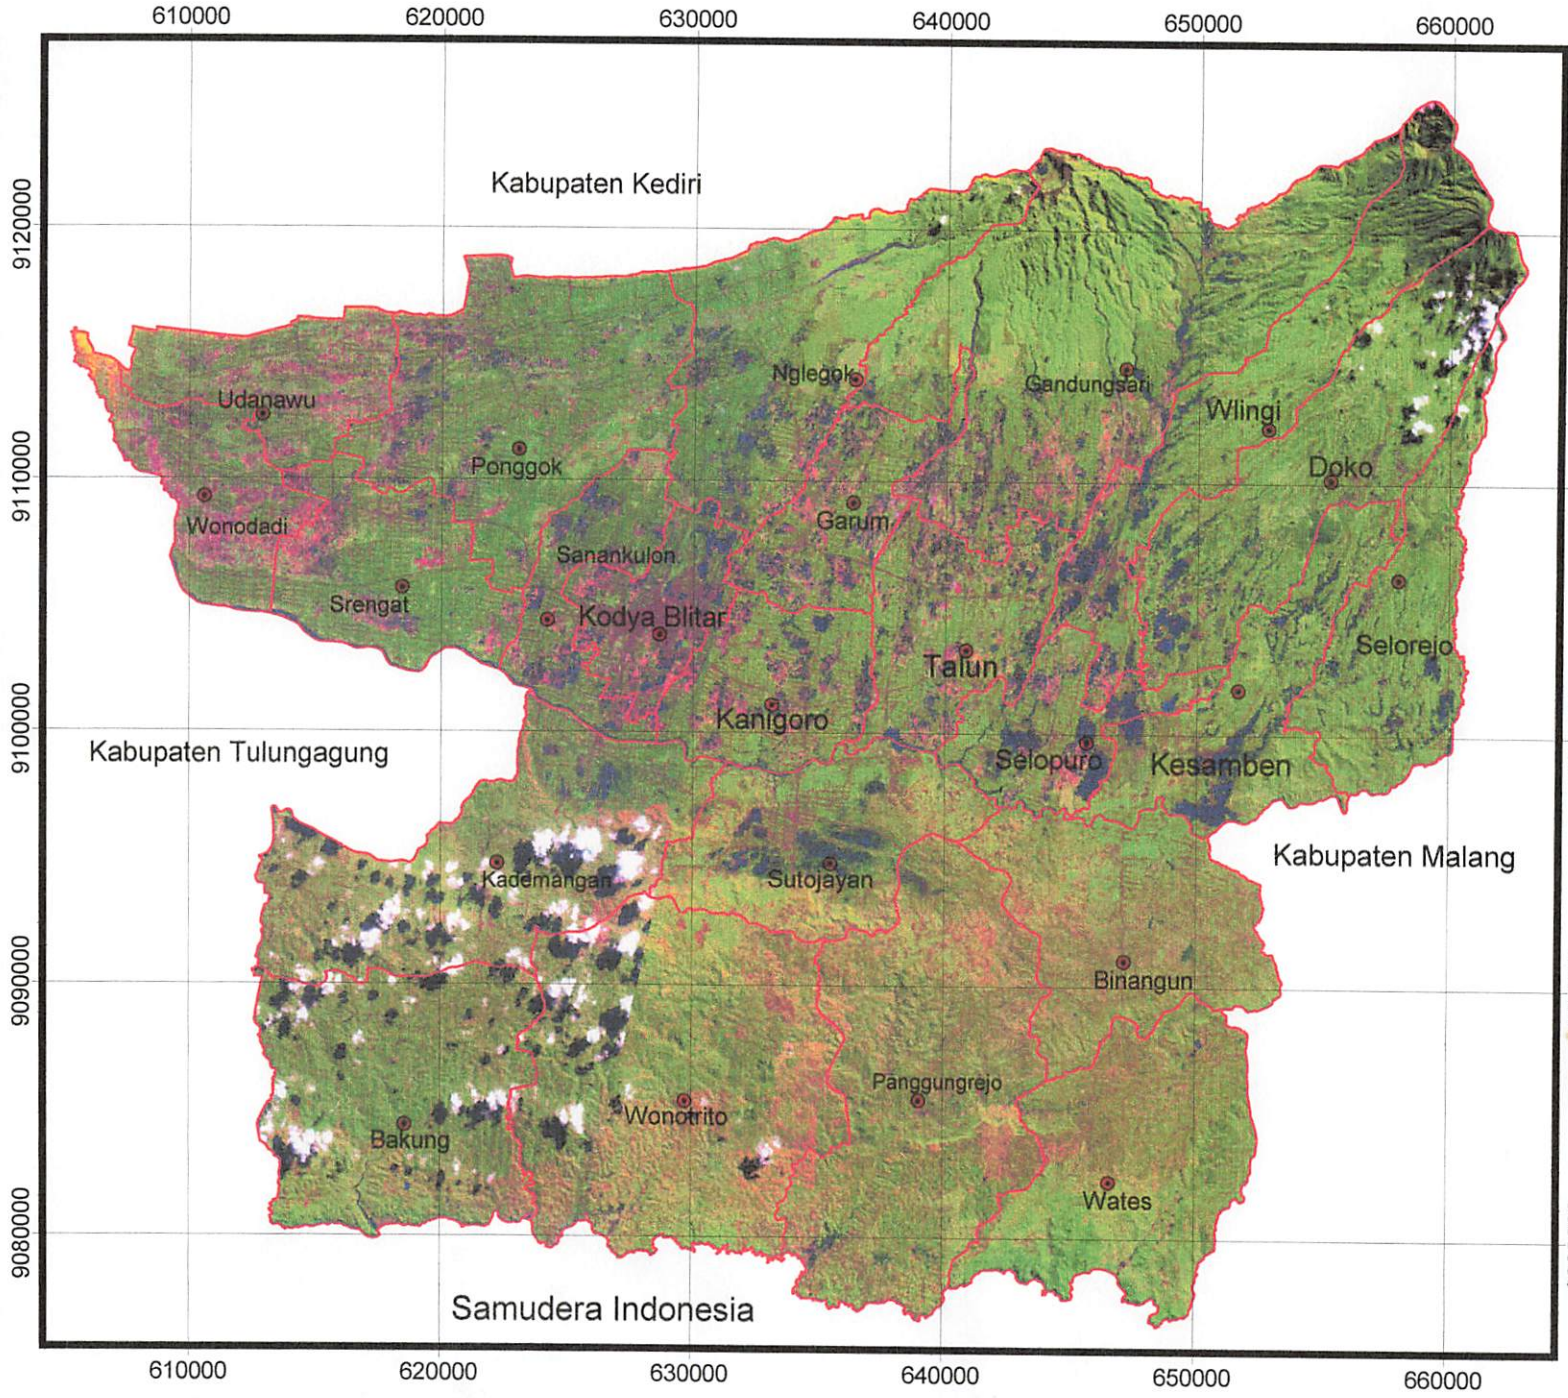 610000 620000 630000 640000 650000 660000
9120000
9110000
9100000
9090000
9080000
Kabupaten Kediri
Nglegok
Gandungsari
Udanawu
Wlingi
Ponggok
Doko
Wonodadi
Garum
Sanankulon
Srengat
Kodya Blitar
Selorejo
Talun
Kanigoro
Kabupaten Tulungagung
Selopuro
Kesamben
Kabupaten Malang
Kademangan
Sutojayan
Binangun
Panggungrejo
Wonotrito
Bakung
Wates
Samudera Indonesia
610000 620000 630000 640000 650000 660000